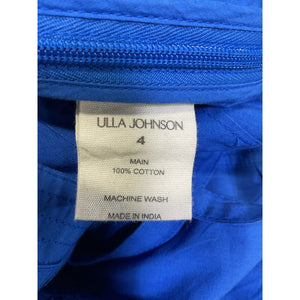 ULLA JOHNSON
4
MAIN
100% COTTON
MACHINE WASH
MADE IN INDIA